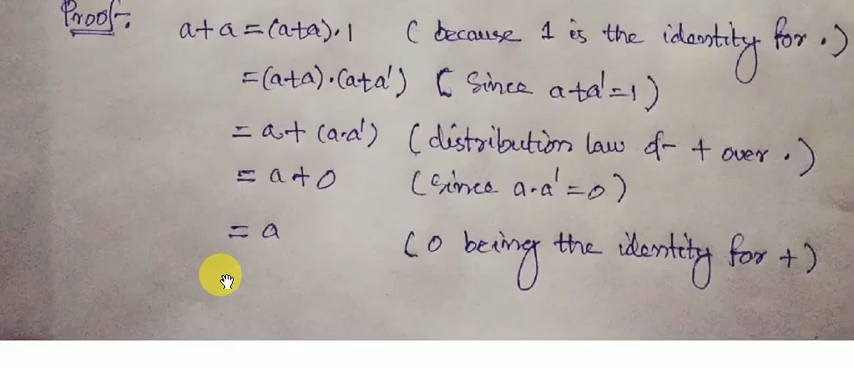 Proof:- a+a=(a+a)·1 (because 1 is the identity for ·)
=(a+a)·(a+a') (Since a+a'=1)
= a+(a·a') (distribution law of + over ·)
= a+0 (Since a·a'=0)
= a (0 being the identity for +)